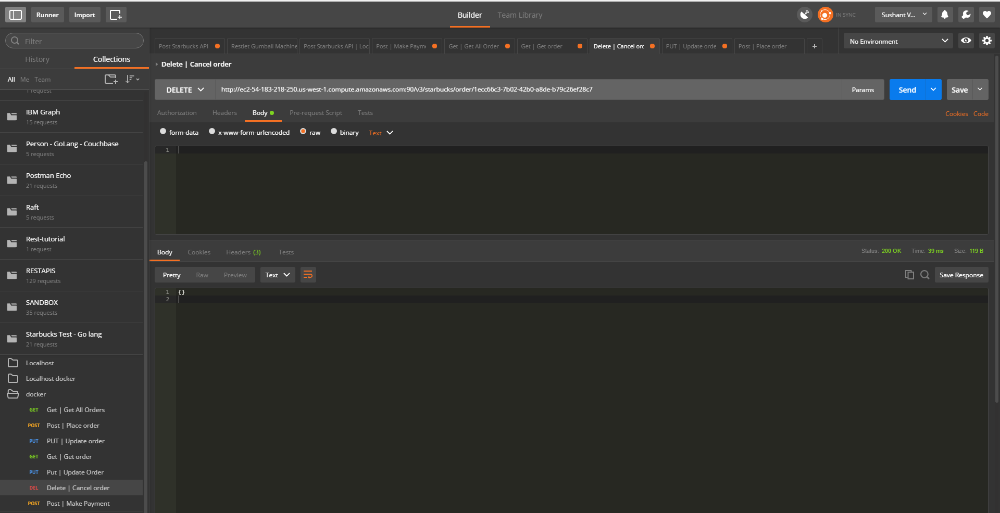 Runner
Import
Builder
Team Library
IN SYNC
Sushant V...
Filter
History
Collections
All Me Team
1 request
IBM Graph
15 requests
Person - GoLang - Couchbase
5 requests
Postman Echo
21 requests
Raft
5 requests
Rest-tutorial
1 request
RESTAPIS
129 requests
SANDBOX
35 requests
Starbucks Test - Go lang
21 requests
Localhost
Localhost docker
docker
GET Get | Get All Orders
POST Post | Place order
PUT PUT | Update order
GET Get | Get order
PUT Put | Update Order
DEL Delete | Cancel order
POST Post | Make Payment
Post Starbucks API
Restlet Gumball Machine
Post Starbucks API | Loc
Post | Make Paym
Get | Get All Order
Get | Get order
Delete | Cancel orc
PUT | Update orde
Post | Place order
+
No Environment
Delete | Cancel order
DELETE
http://ec2-54-183-218-250.us-west-1.compute.amazonaws.com:90/v3/starbucks/order/1ecc66c3-7b02-42b0-a8de-b79c26ef28c7
Params
Send
Save
Authorization Headers Body Pre-request Script Tests
Cookies Code
form-data x-www-form-urlencoded raw binary Text
1
Body Cookies Headers (3) Tests
Status: 200 OK Time: 39 ms Size: 119 B
Pretty Raw Preview Text
Save Response
1 {}
2